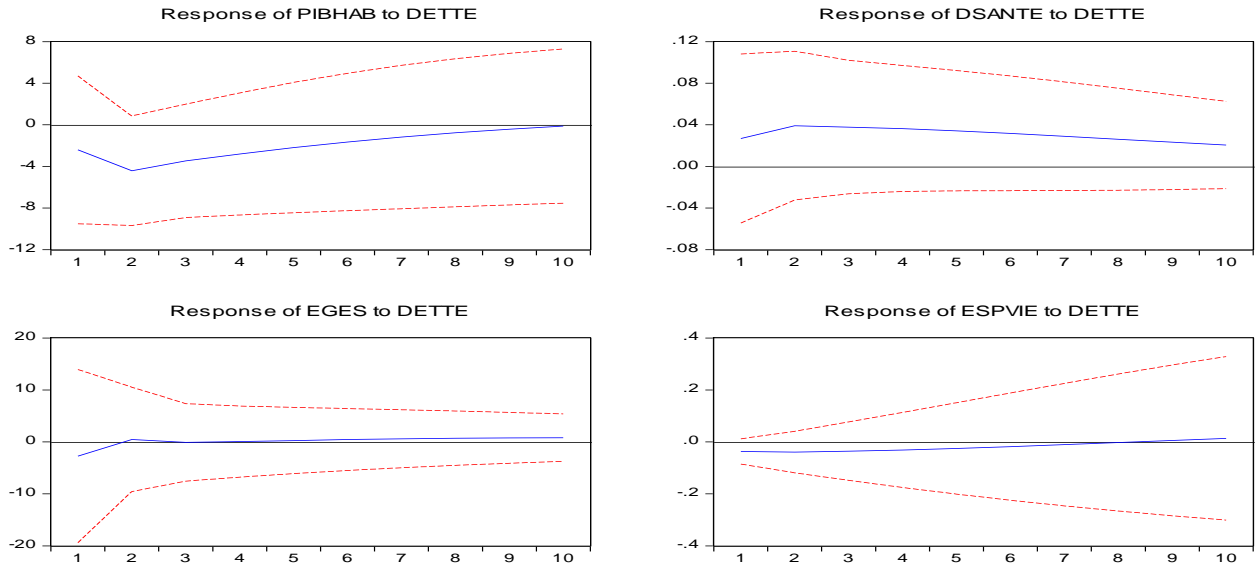 Response of PIBHAB to DETTE
8
4
0
-4
-8
-12
1 2 3 4 5 6 7 8 9 10
Response of DSANTE to DETTE
.12
.08
.04
.00
-.04
-.08
1 2 3 4 5 6 7 8 9 10
Response of EGES to DETTE
20
10
0
-10
-20
1 2 3 4 5 6 7 8 9 10
Response of ESPVIE to DETTE
.4
.2
.0
-.2
-.4
1 2 3 4 5 6 7 8 9 10